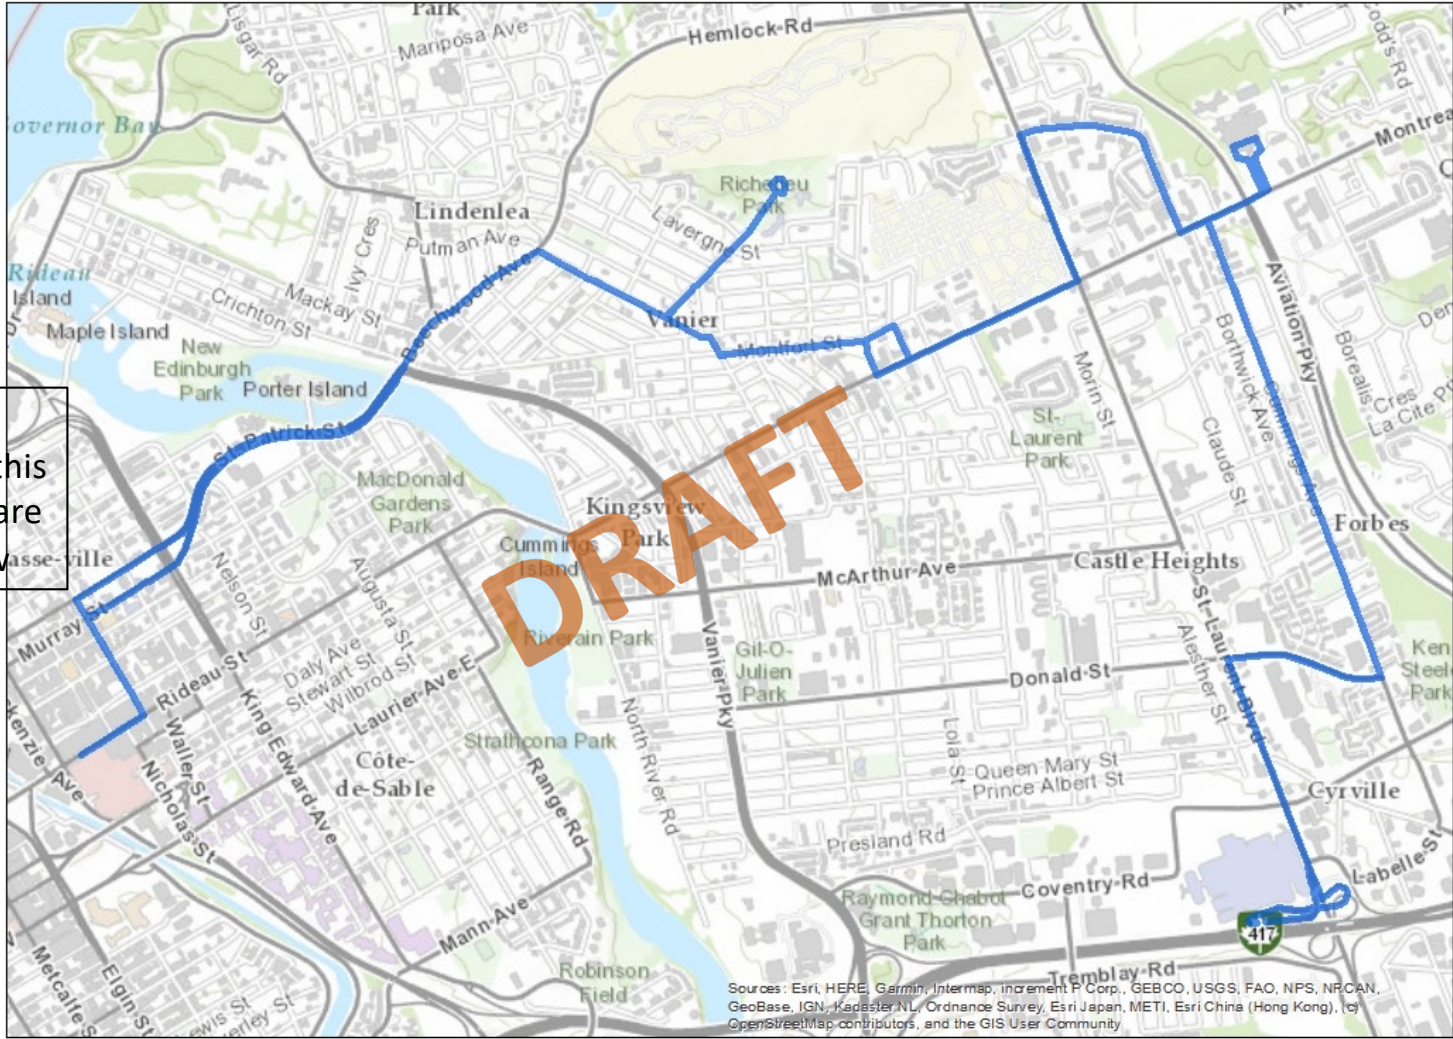 Park
Mariposa Ave
Lisgar Rd
Hemlock-Rd
Codd's Rd
Governor Bay
Montrea
Richelieu
Park
Lindenlea
Putman Ave
Lavergne St
Ivy Cres
Mackay St
Crichton St
Beechwood-Ave
Rideau
Island
Maple Island
New
Edinburgh
Park
Porter Island
Vanier
Montfort St
Aviation-Pky
Borthwick Ave
Cummings Ave
Borealis
Cres
La Cite
Morin St
St-
Laurent
Park
Claude St
St-Patrick-St
this
are
MacDonald
Gardens
Park
Kingsview
Park
Cummings
Island
DRAFT
Forbes
asse-ville
Nelson St
Augusta St
McArthur-Ave
Castle Heights
Murray St
Riverain Park
Vanier-Pky
Gil-O-
Julien
Park
St-Laurent-Blvd
Alesther St
Ken
Steele
Park
Rideau St
Daly Ave
Stewart St
Wilbrod St
Laurier-Ave-E
Donald-St
kenzie Ave
Waller St
King Edward-Ave
Nicholas-St
Côte-
de-Sable
Strathcona Park
Range-Rd
North River Rd
Lola St
Queen Mary St
Prince Albert St
Cyrville
Presland Rd
Labelle-St
Coventry-Rd
Raymond-Chabot
Grant Thorton
Park
417
Mann-Ave
Tremblay-Rd
Robinson
Field
Metcalfe S
Elgin St
ewis St
erley St
Sources: Esri, HERE, Garmin, Intermap, increment P Corp., GEBCO, USGS, FAO, NPS, NRCAN,
GeoBase, IGN, Kadaster NL, Ordnance Survey, Esri Japan, METI, Esri China (Hong Kong), (c)
OpenStreetMap contributors, and the GIS User Community